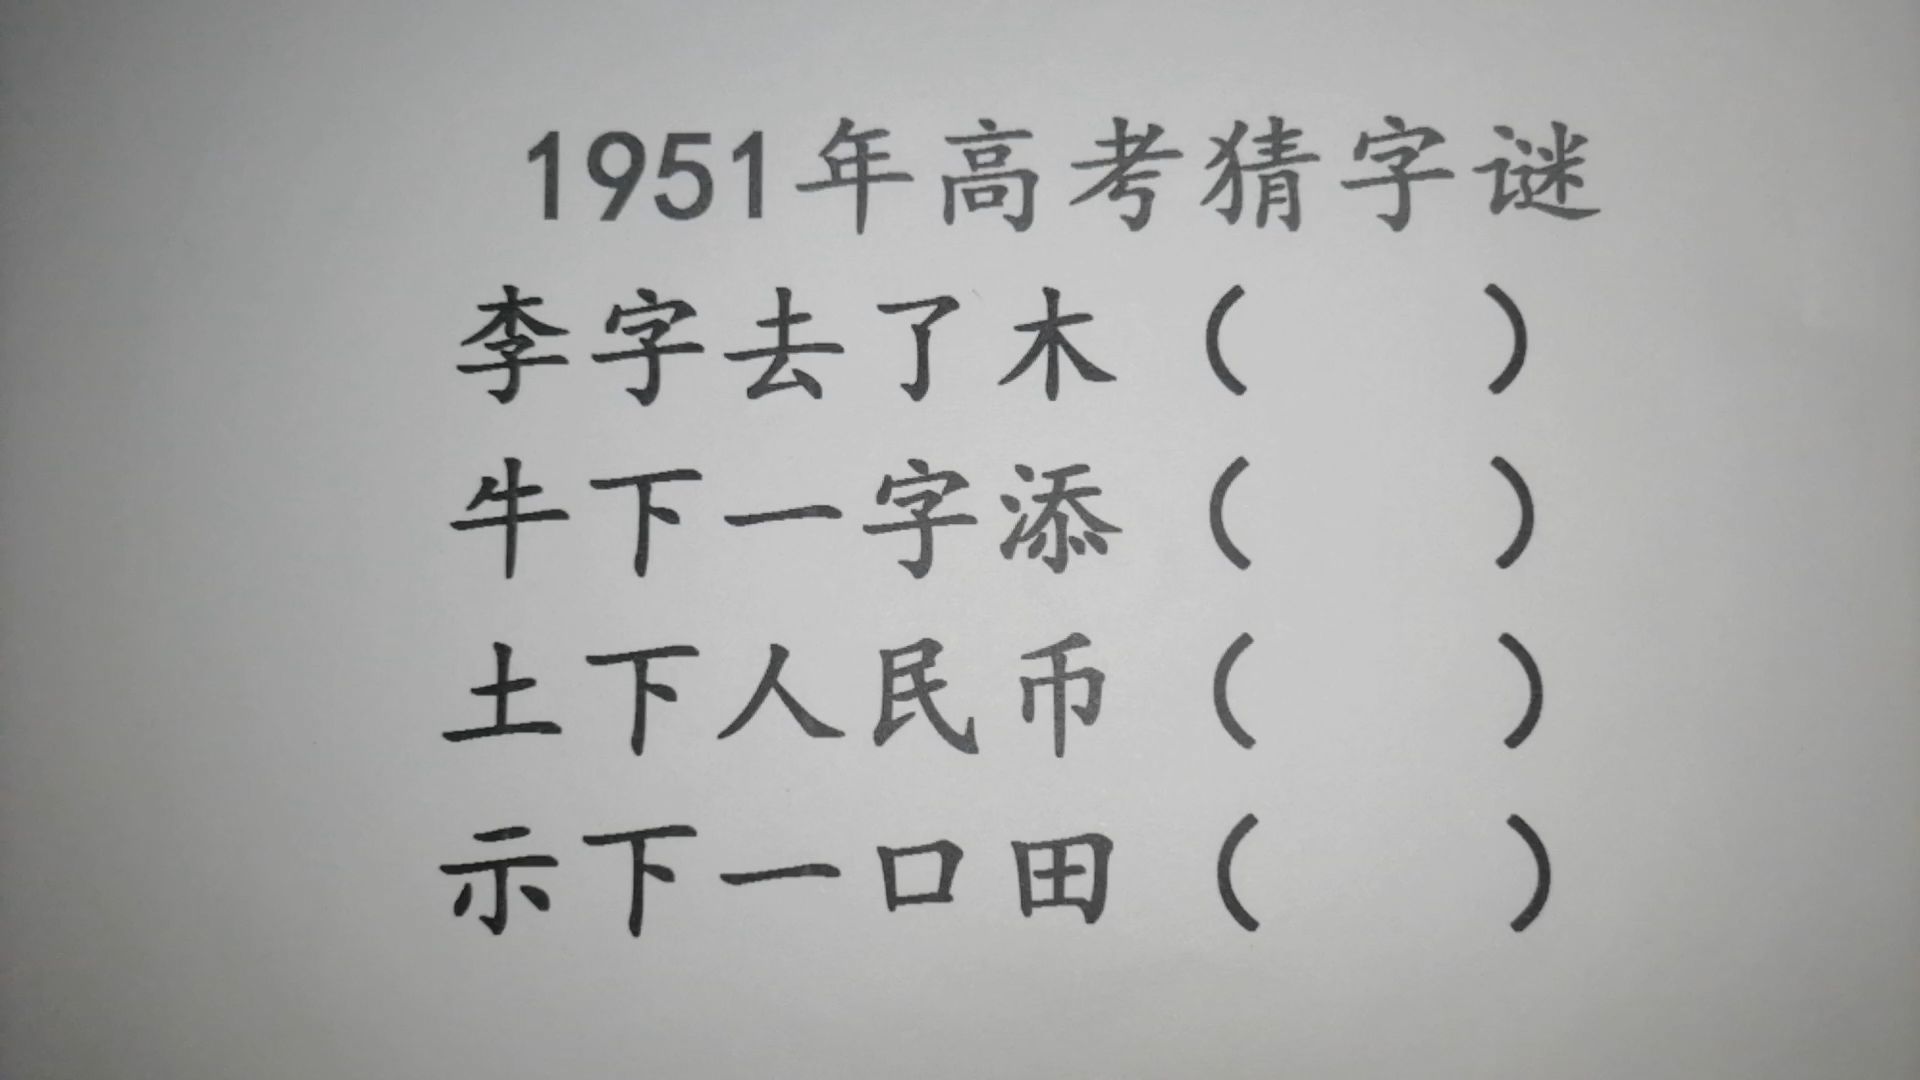 1951年高考猜字谜
李字去了木（　　）
牛下一字添（　　）
土下人民币（　　）
示下一口田（　　）